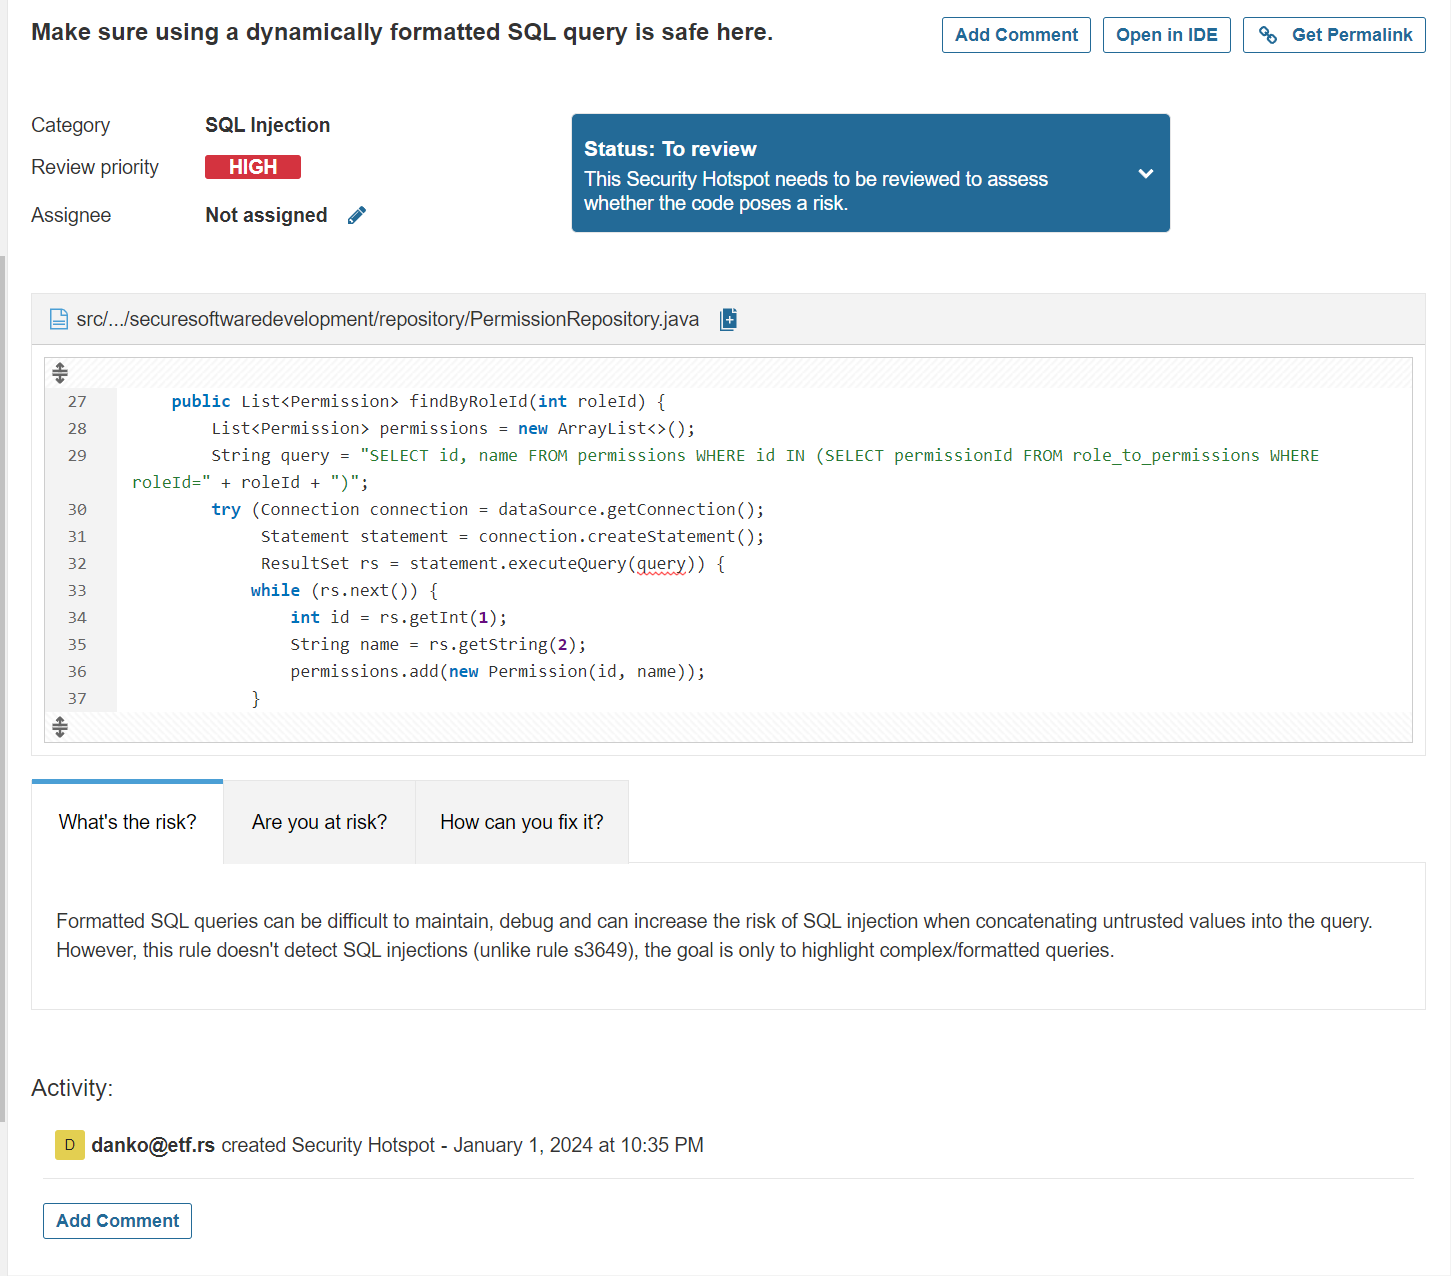 Make sure using a dynamically formatted SQL query is safe here.
Add Comment
Open in IDE
Get Permalink
Category
SQL Injection
Review priority
HIGH
Assignee
Not assigned
Status: To review
This Security Hotspot needs to be reviewed to assess
whether the code poses a risk.
src/.../securesoftwaredevelopment/repository/PermissionRepository.java
27 public List<Permission> findByRoleId(int roleId) {
28 List<Permission> permissions = new ArrayList<>();
29 String query = "SELECT id, name FROM permissions WHERE id IN (SELECT permissionId FROM role_to_permissions WHERE
roleId=" + roleId + ")";
30 try (Connection connection = dataSource.getConnection();
31 Statement statement = connection.createStatement();
32 ResultSet rs = statement.executeQuery(query)) {
33 while (rs.next()) {
34 int id = rs.getInt(1);
35 String name = rs.getString(2);
36 permissions.add(new Permission(id, name));
37 }
What's the risk?
Are you at risk?
How can you fix it?
Formatted SQL queries can be difficult to maintain, debug and can increase the risk of SQL injection when concatenating untrusted values into the query.
However, this rule doesn't detect SQL injections (unlike rule s3649), the goal is only to highlight complex/formatted queries.
Activity:
D danko@etf.rs created Security Hotspot - January 1, 2024 at 10:35 PM
Add Comment